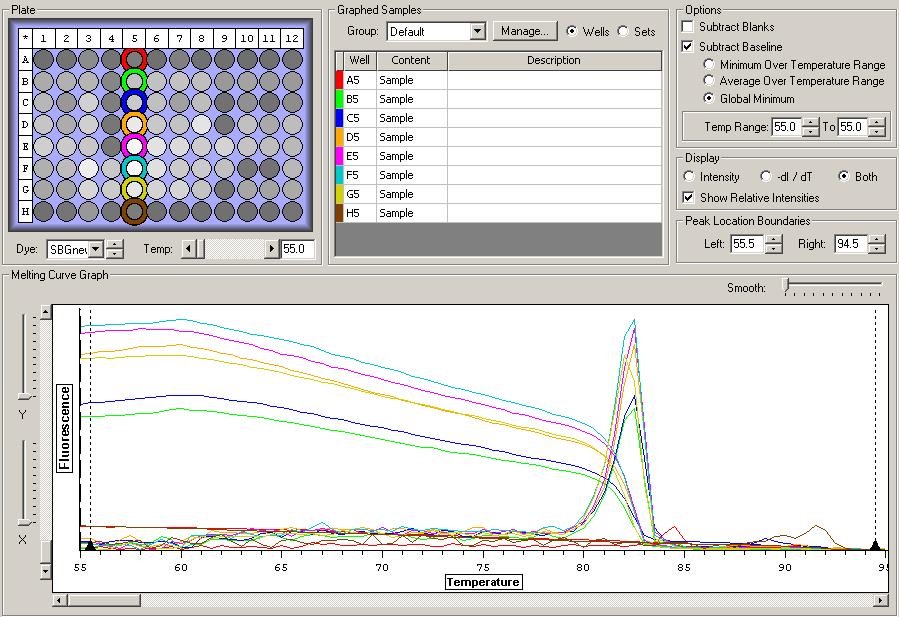 Plate
* 1 2 3 4 5 6 7 8 9 10 11 12
A
B
C
D
E
F
G
H
Dye: SBGnew Temp: 55.0
Graphed Samples
Group: Default Manage... Wells Sets
Well Content Description
A5 Sample
B5 Sample
C5 Sample
D5 Sample
E5 Sample
F5 Sample
G5 Sample
H5 Sample
Options
Subtract Blanks
Subtract Baseline
Minimum Over Temperature Range
Average Over Temperature Range
Global Minimum
Temp Range: 55.0 To 55.0
Display
Intensity -dI / dT Both
Show Relative Intensities
Peak Location Boundaries
Left: 55.5 Right: 94.5
Melting Curve Graph
Smooth:
Y
X
Fluorescence
55 60 65 70 75 80 85 90 95
Temperature